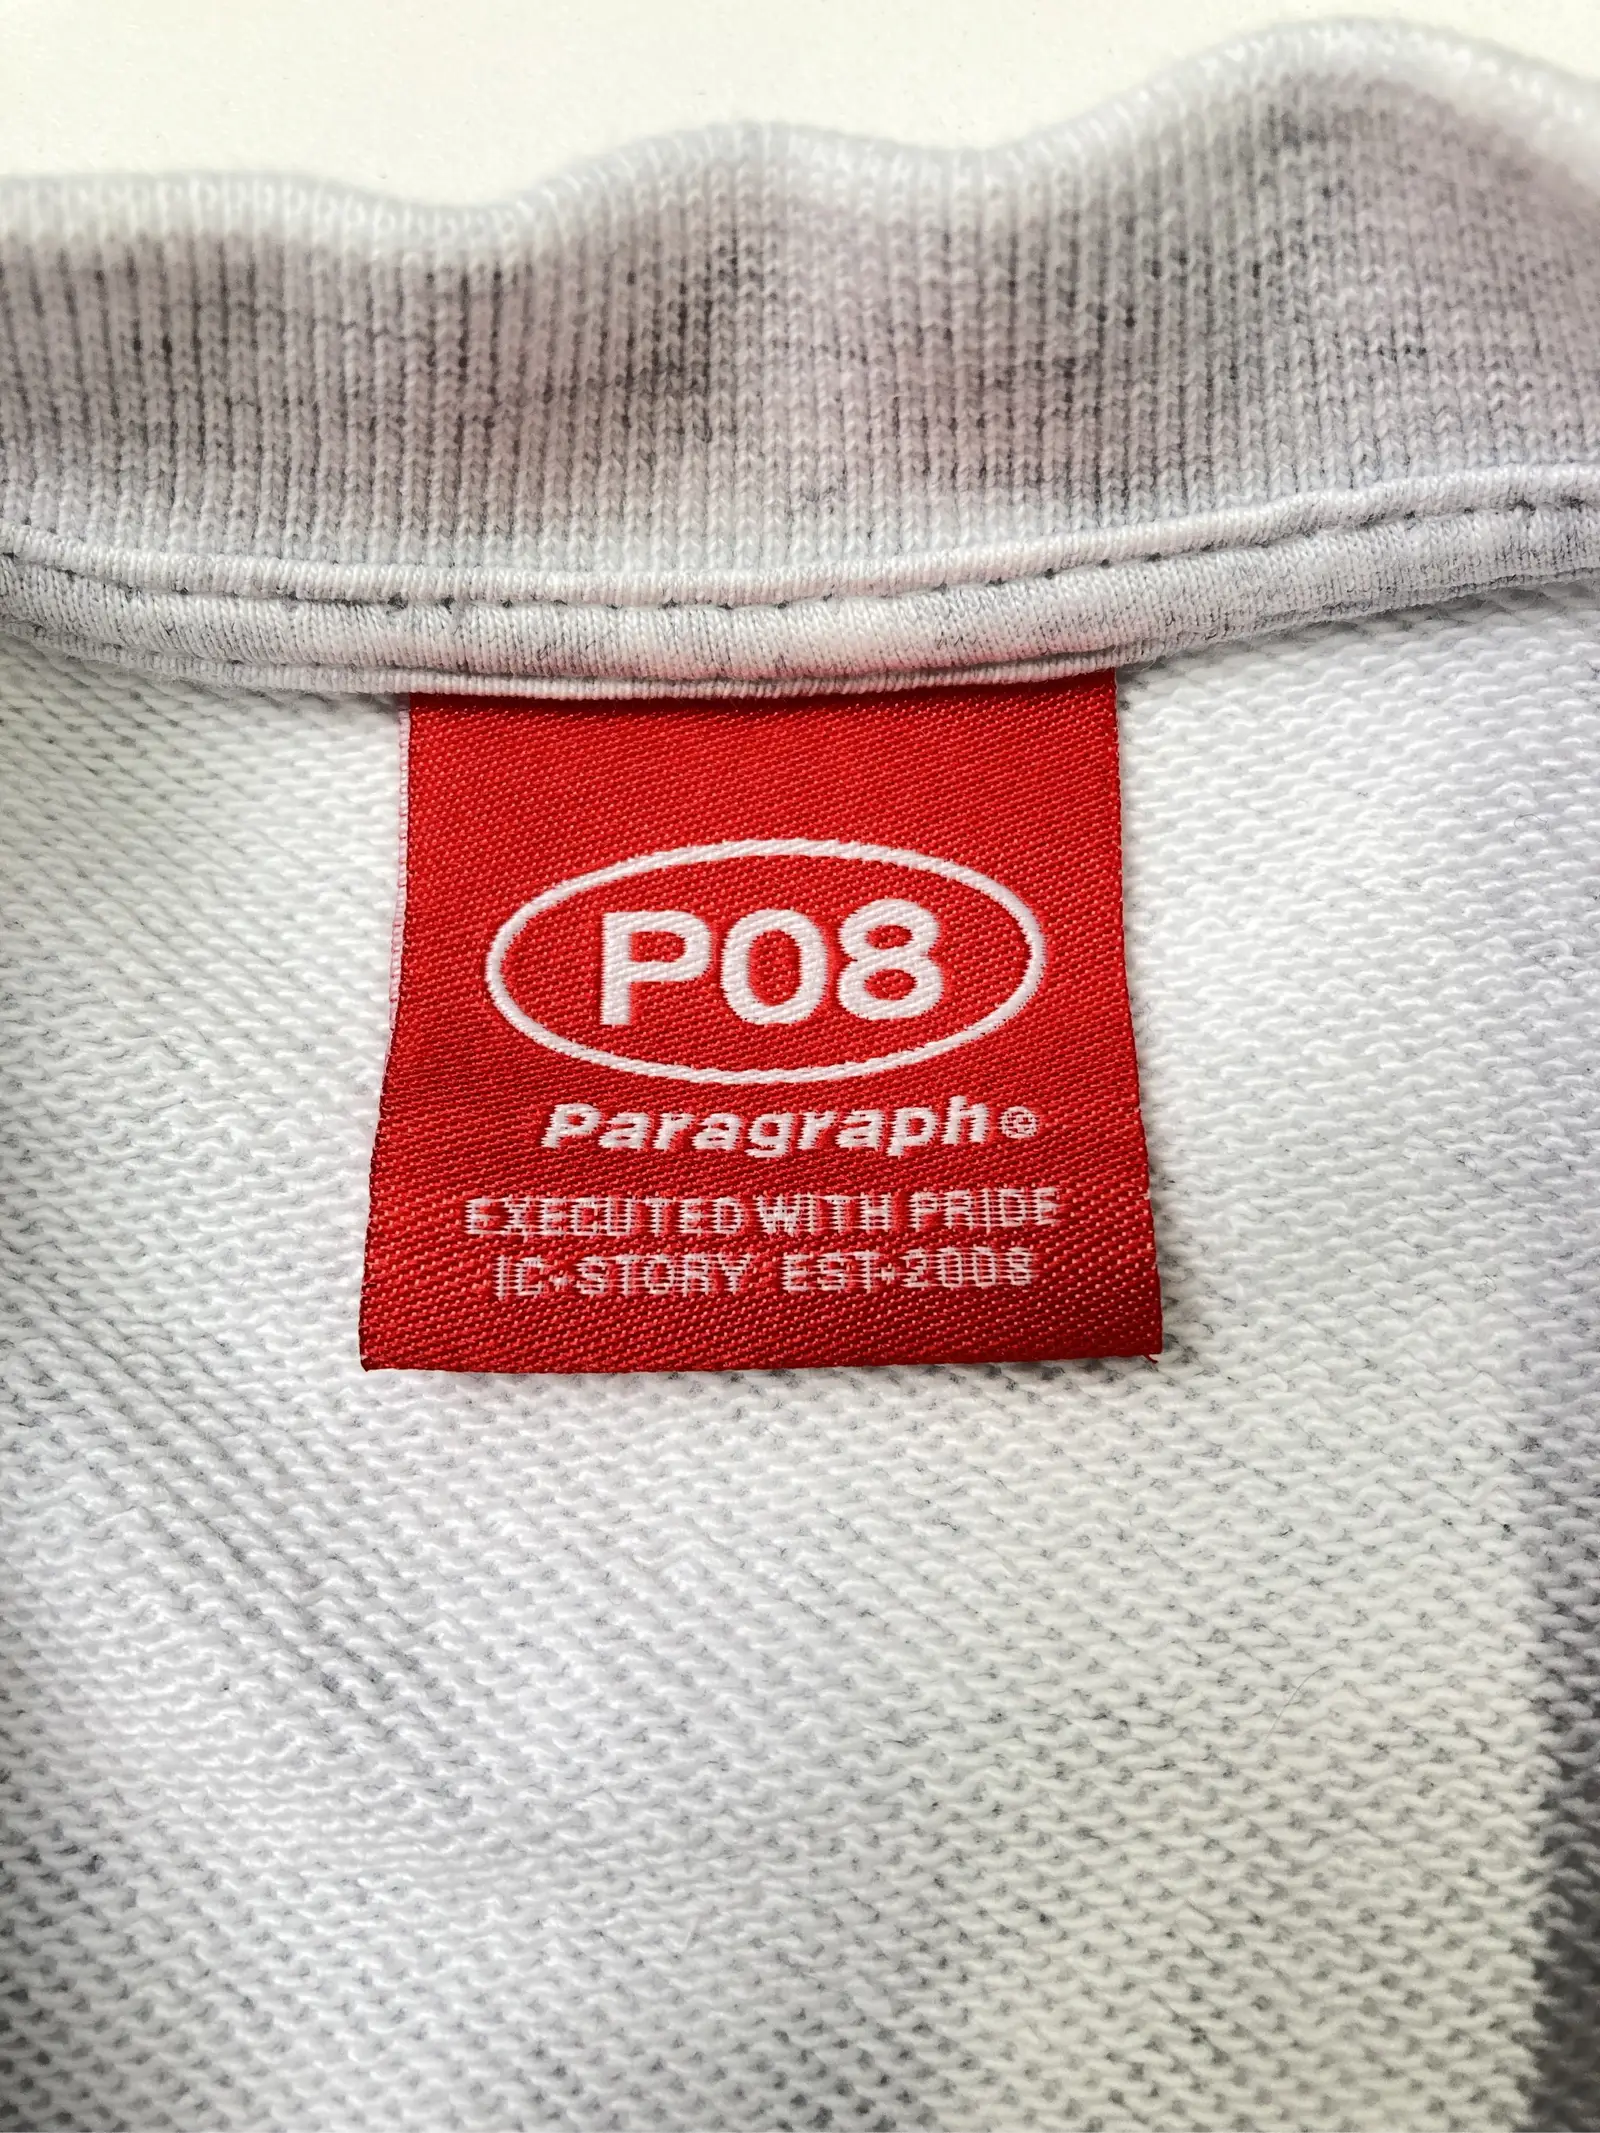 P08
Paragraph©
EXECUTED WITH PRIDE
IC•STORY EST•2008